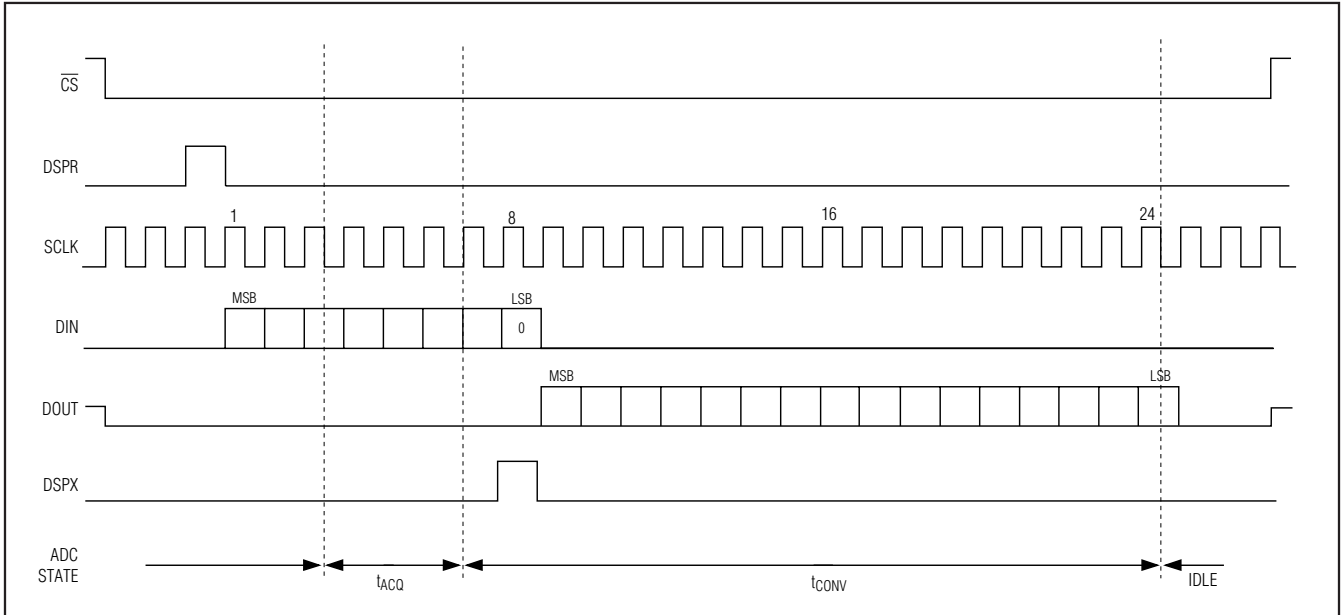 CS
DSPR
1
8
16
24
SCLK
MSB
LSB
DIN
0
MSB
LSB
DOUT
DSPX
ADC
STATE
tACQ
tCONV
IDLE